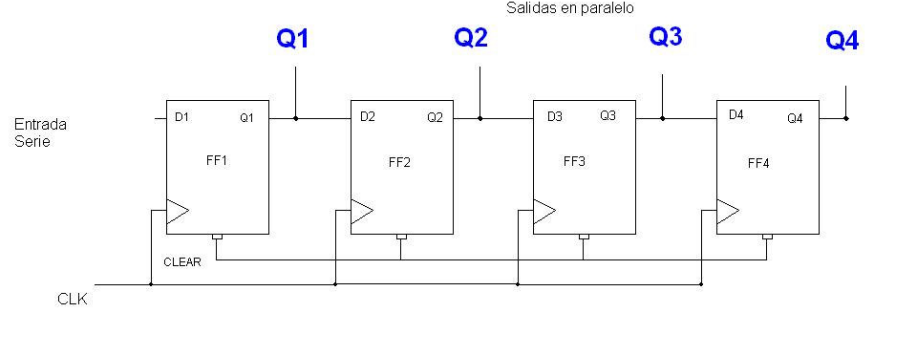 Salidas en paralelo
Q1 Q2 Q3 Q4
Entrada
Serie
D1 Q1 D2 Q2 D3 Q3 D4 Q4
FF1 FF2 FF3 FF4
CLEAR
CLK